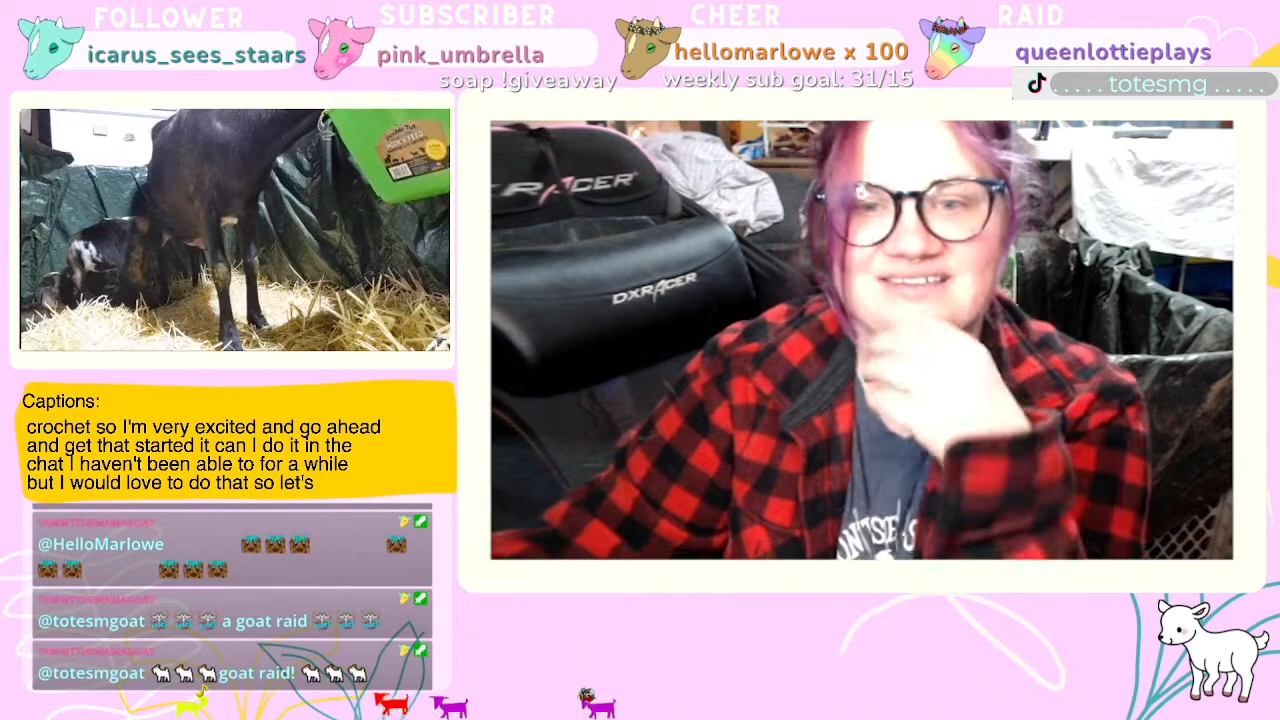 FOLLOWER
SUBSCRIBER
CHEER
RAID
icarus_sees_staars
pink_umbrella
hellomarlowe x 100
queenlottieplays
soap !giveaway
weekly sub goal: 31/15
..... totesmg .....
HOOK 'N FEED
DXRACER
Captions:
crochet so I'm very excited and go ahead
and get that started it can I do it in the
chat I haven't been able to for a while
but I would love to do that so let's
@HelloMarlowe
@totesmgoat a goat raid
@totesmgoat goat raid!